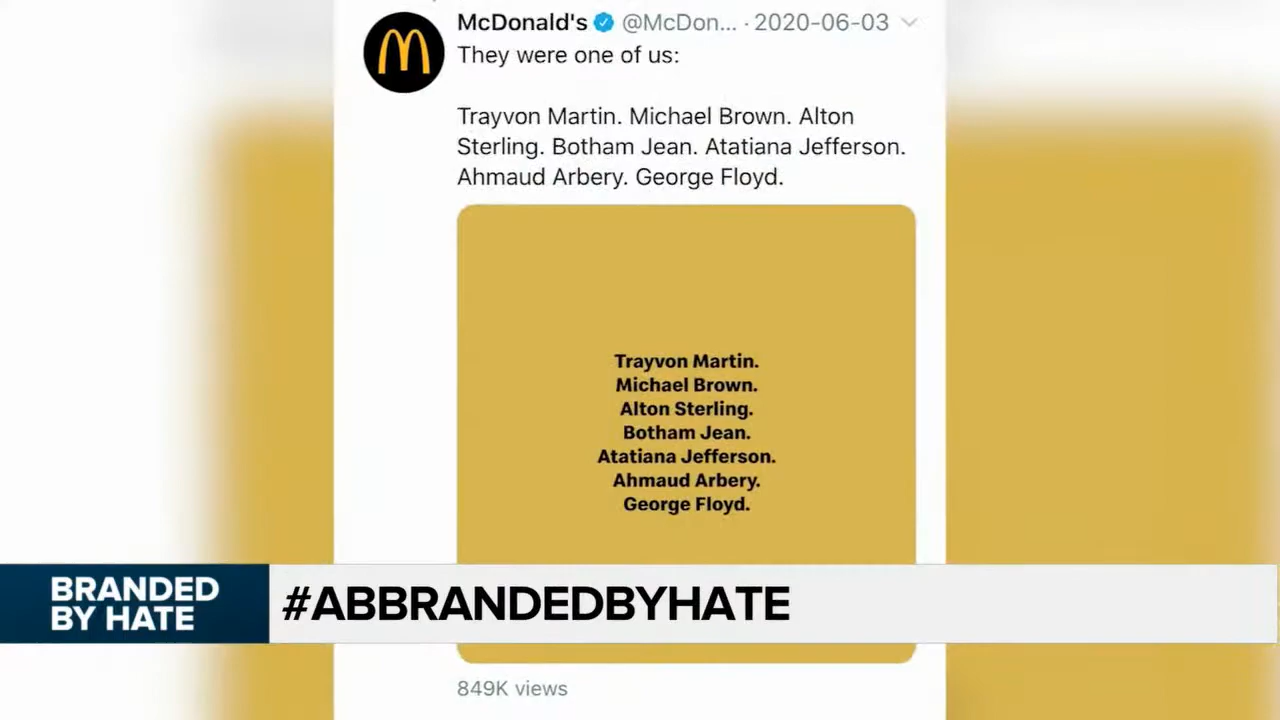 McDonald's @McDon... · 2020-06-03
They were one of us:
Trayvon Martin. Michael Brown. Alton
Sterling. Botham Jean. Atatiana Jefferson.
Ahmaud Arbery. George Floyd.
Trayvon Martin.
Michael Brown.
Alton Sterling.
Botham Jean.
Atatiana Jefferson.
Ahmaud Arbery.
George Floyd.
BRANDED
BY HATE
#ABBRANDEDBYHATE
849K views